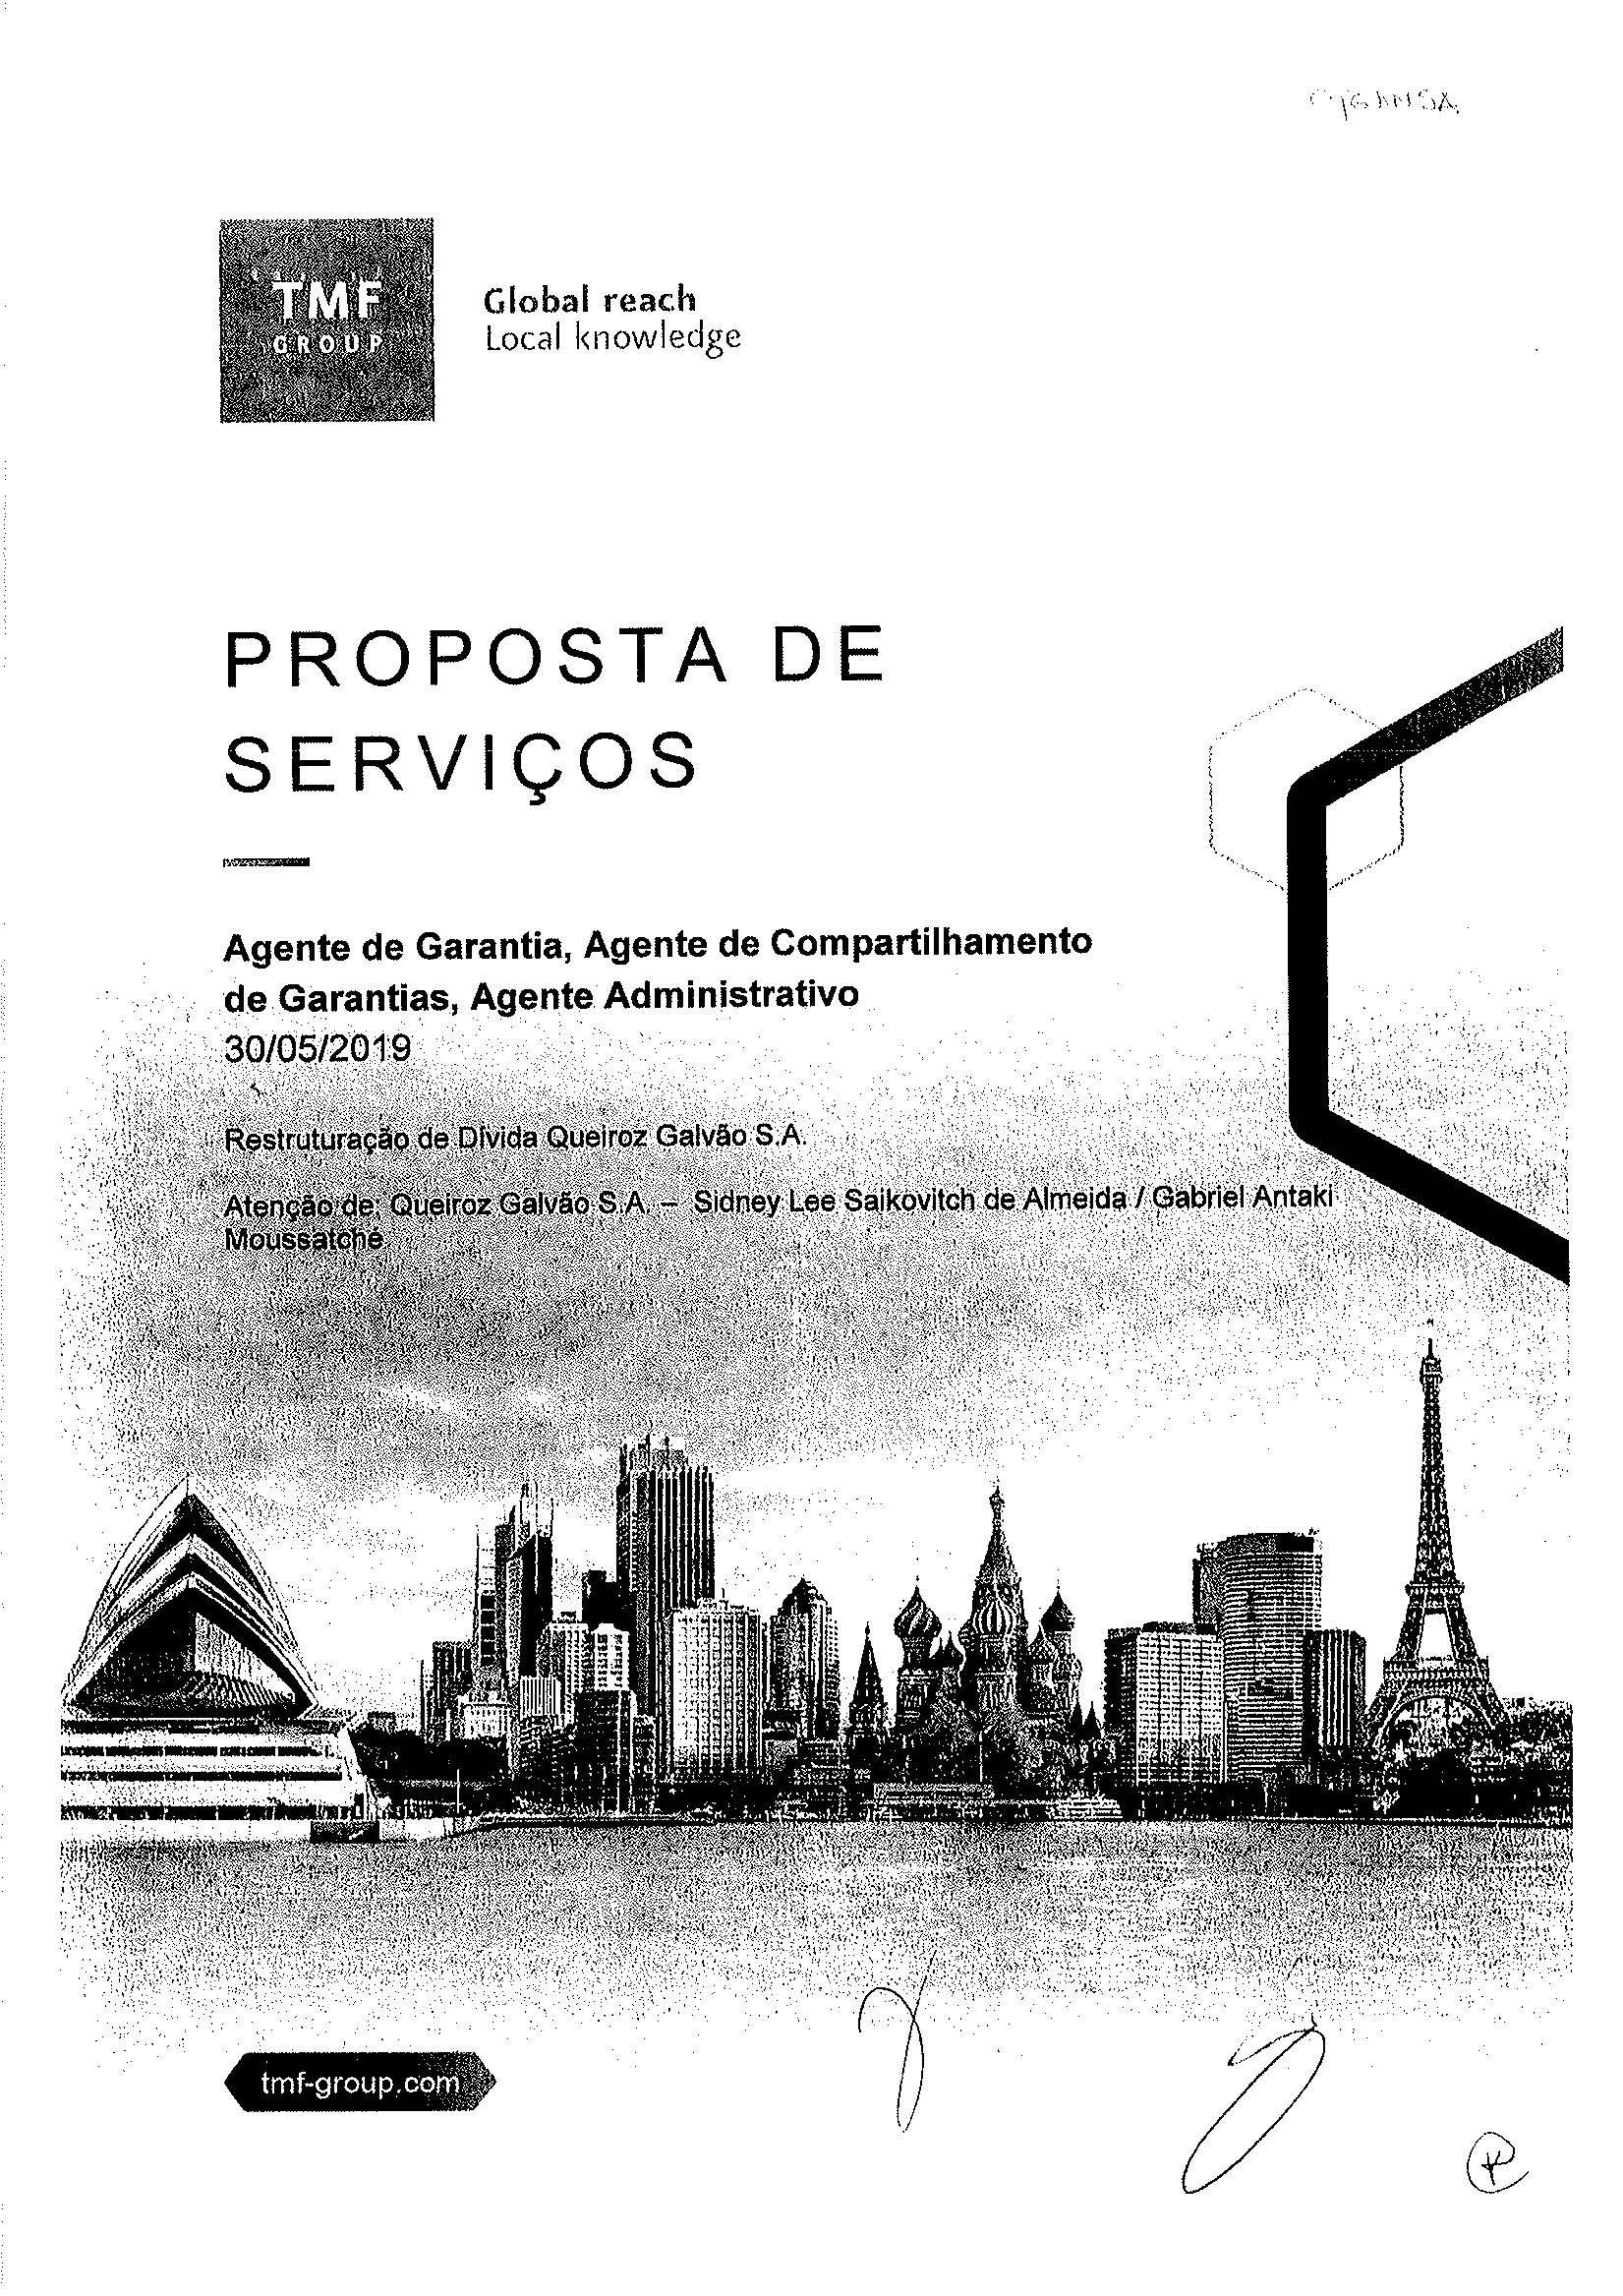 TMF
GROUP
Global reach
Local knowledge
PROPOSTA DE
SERVIÇOS
Agente de Garantia, Agente de Compartilhamento
de Garantias, Agente Administrativo
30/05/2019
Restruturação de Dívida Queiroz Galvão S.A.
Atenção de: Queiroz Galvão S.A. – Sidney Lee Saikovitch de Almeida / Gabriel Antaki
Moussatché
tmf-group.com